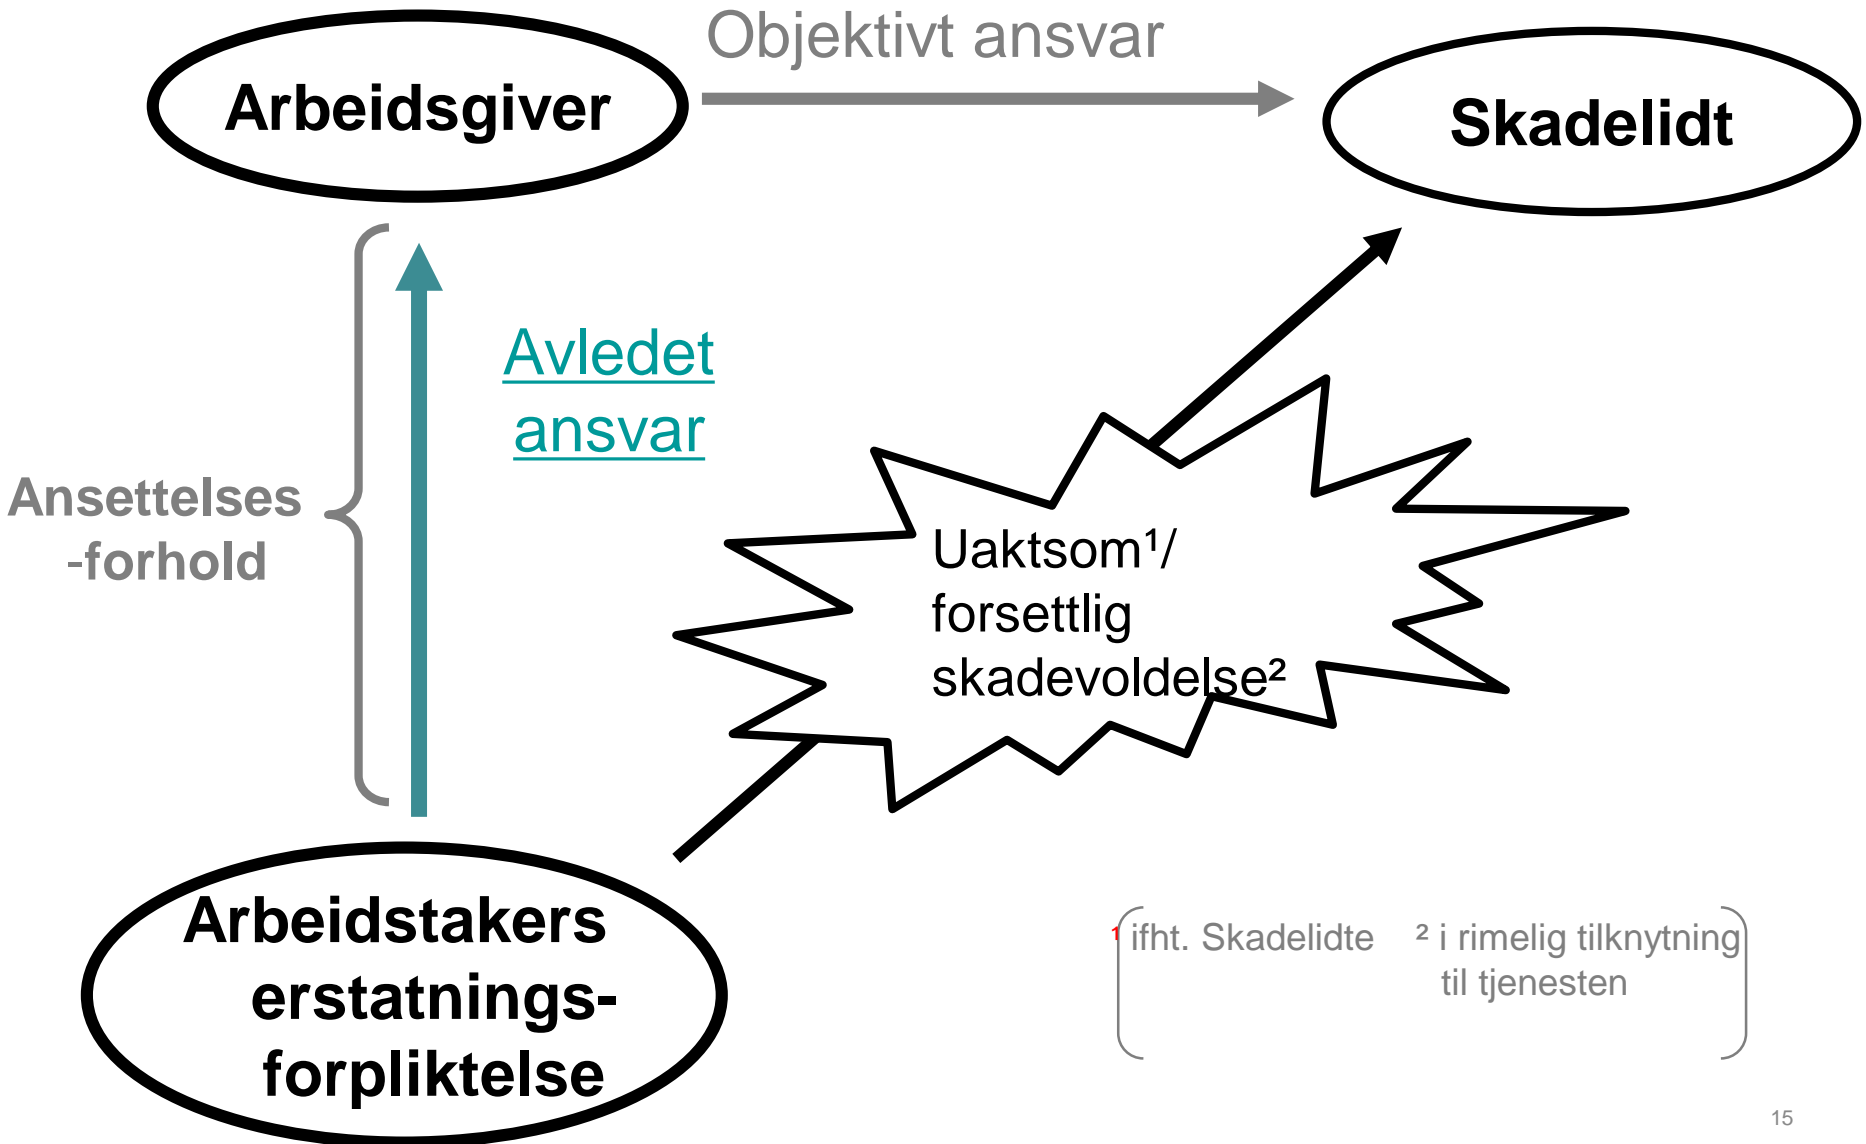 Objektivt ansvar
Arbeidsgiver
Skadelidt
Avledet
ansvar
Ansettelses
-forhold
Uaktsom¹/
forsettlig
skadevoldelse²
Arbeidstakers
erstatnings-
forpliktelse
¹ ifht. Skadelidte ² i rimelig tilknytning
til tjenesten
15